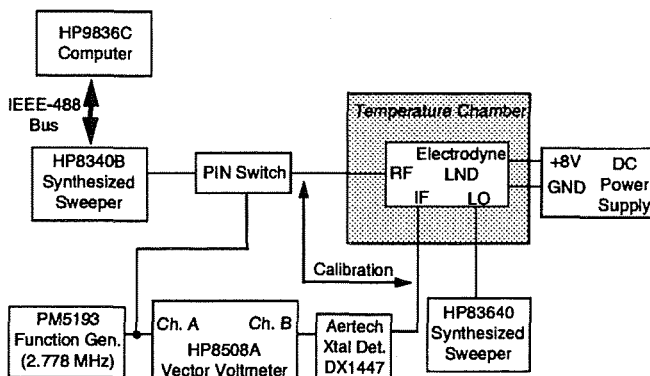 HP9836C
Computer
IEEE-488
Bus
HP8340B
Synthesized
Sweeper
PIN Switch
Temperature Chamber
Electrodyne
LND
RF
IF
LO
+8V
GND
DC
Power
Supply
Calibration
PM5193
Function Gen.
(2.778 MHz)
Ch. A
Ch. B
HP8508A
Vector Voltmeter
Aertech
Xtal Det.
DX1447
HP83640
Synthesized
Sweeper